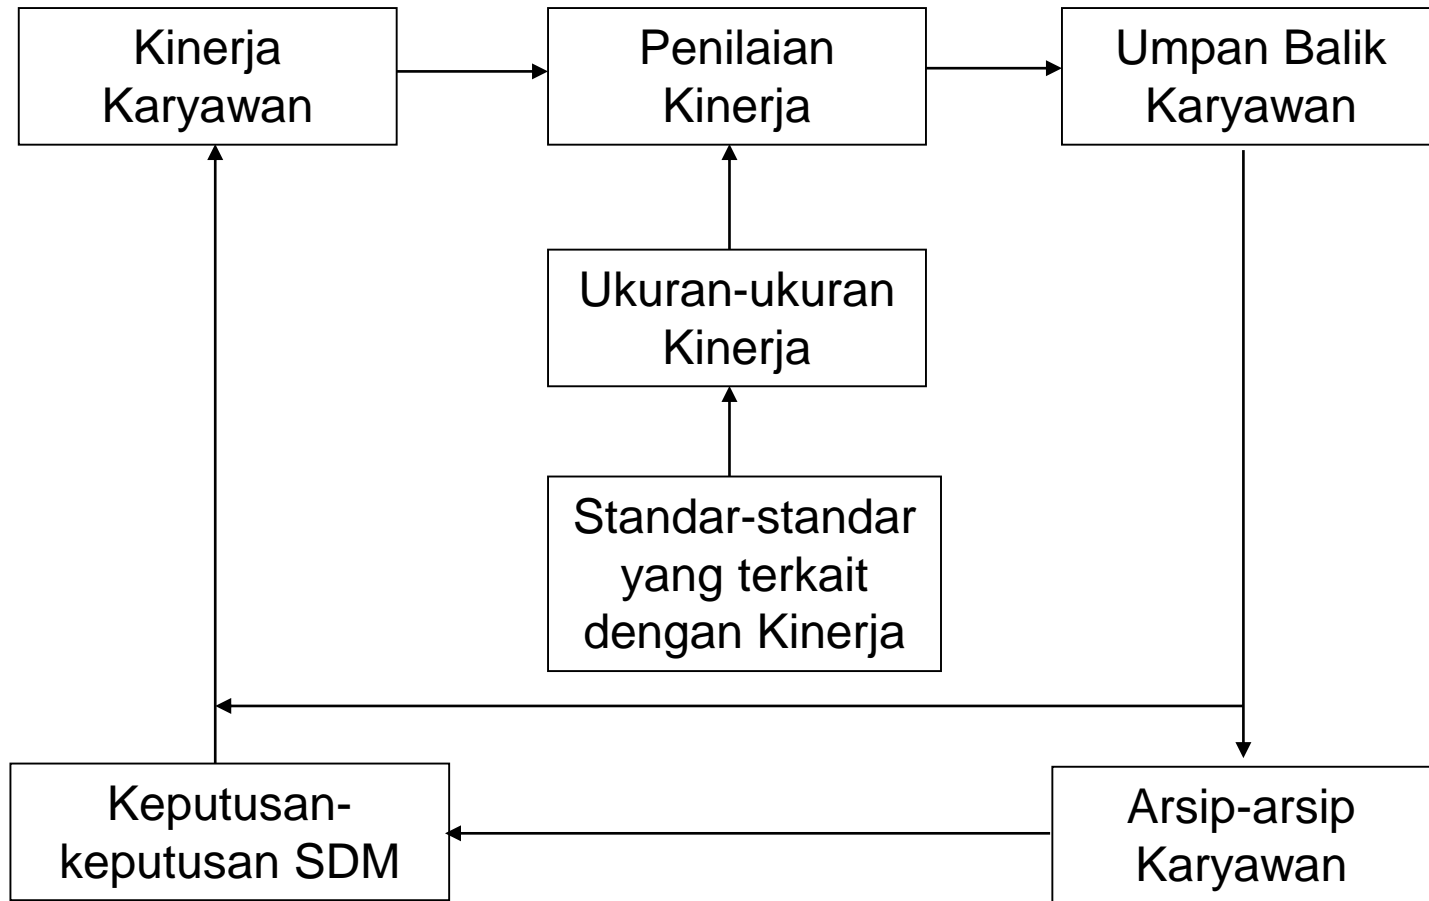 Kinerja
Karyawan
Penilaian
Kinerja
Umpan Balik
Karyawan
Ukuran-ukuran
Kinerja
Standar-standar
yang terkait
dengan Kinerja
Keputusan-
keputusan SDM
Arsip-arsip
Karyawan